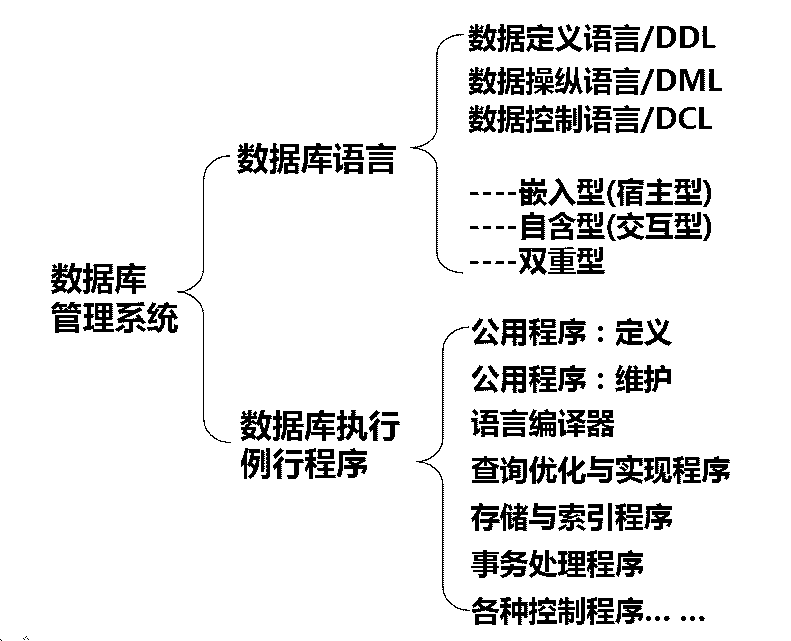 数据库
管理系统
数据库语言
数据定义语言/DDL
数据操纵语言/DML
数据控制语言/DCL
----嵌入型(宿主型)
----自含型(交互型)
----双重型
数据库执行
例行程序
公用程序：定义
公用程序：维护
语言编译器
查询优化与实现程序
存储与索引程序
事务处理程序
各种控制程序... ...